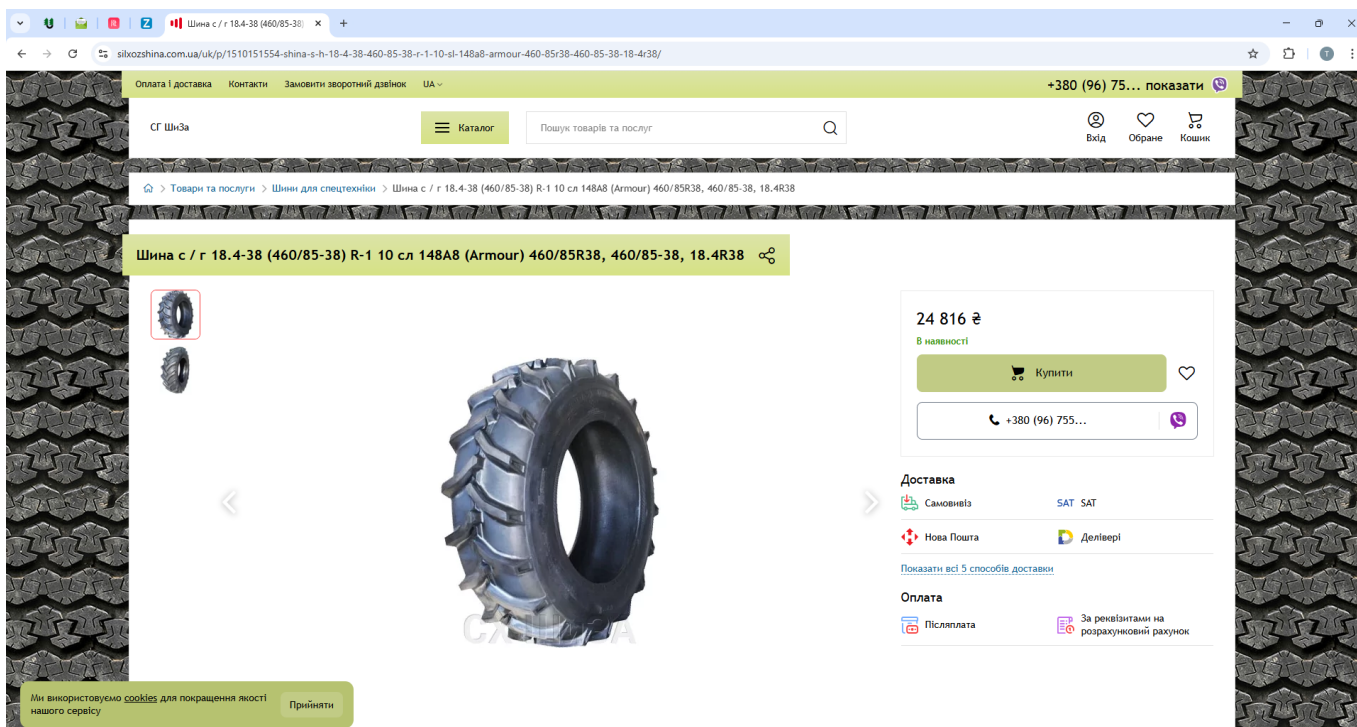 Шина с / г 18.4-38 (460/85-38)
silxozshina.com.ua/uk/p/1510151554-shina-s-h-18-4-38-460-85-38-r-1-10-sl-148a8-armour-460-85r38-460-85-38-18-4r38/
Оплата і доставка Контакти Замовити зворотний дзвінок UA
+380 (96) 75... показати
СГ ШиЗа
Каталог
Пошук товарів та послуг
Вхід Обране Кошик
Товари та послуги > Шини для спецтехніки > Шина с / г 18.4-38 (460/85-38) R-1 10 сл 148A8 (Armour) 460/85R38, 460/85-38, 18.4R38
Шина с / г 18.4-38 (460/85-38) R-1 10 сл 148A8 (Armour) 460/85R38, 460/85-38, 18.4R38
24 816 ₴
В наявності
Купити
+380 (96) 755...
Доставка
Самовивіз SAT SAT
Нова Пошта Делівері
Показати всі 5 способів доставки
Оплата
Післяплата
За реквізитами на
розрахунковий рахунок
Ми використовуємо cookies для покращення якості
нашого сервісу
Прийняти